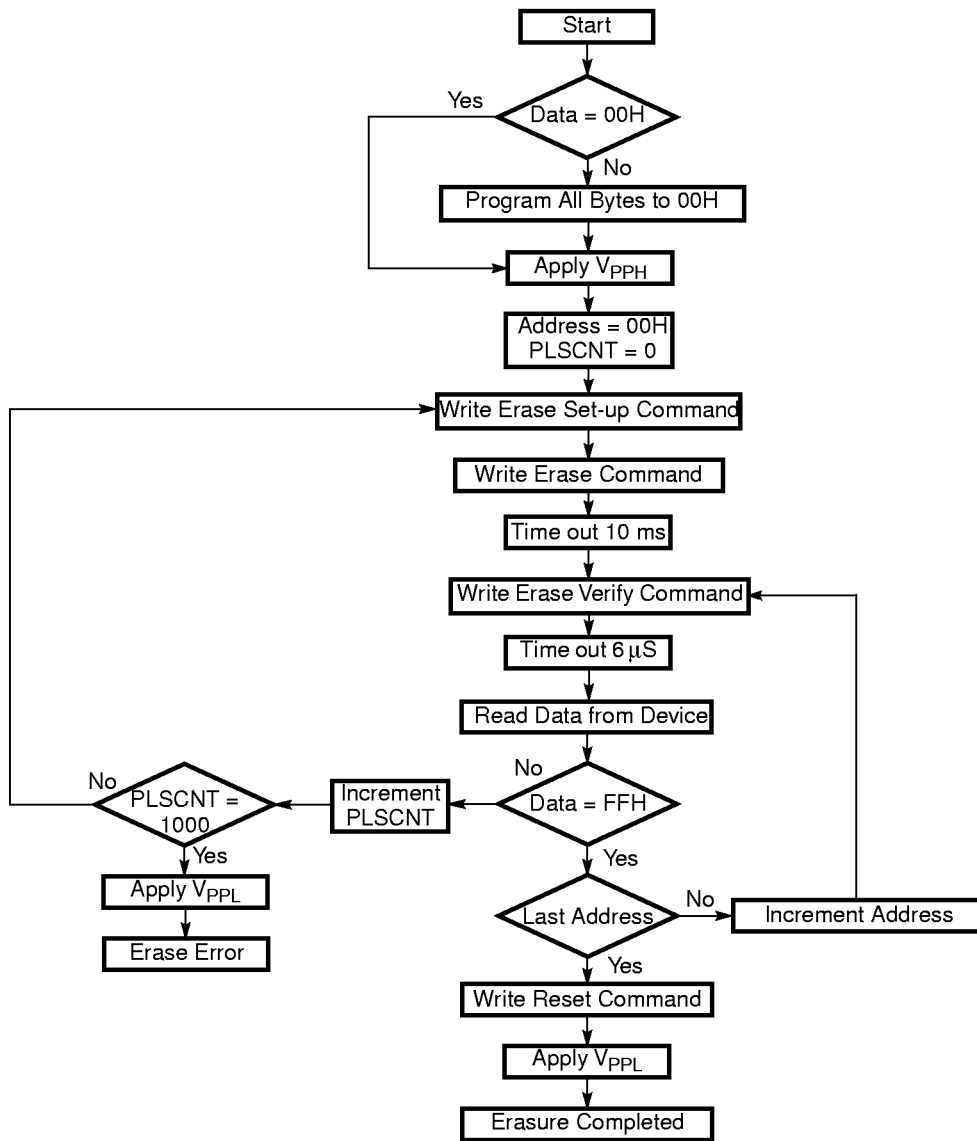 Start
Yes
Data = 00H
No
Program All Bytes to 00H
Apply VPPH
Address = 00H
PLSCNT = 0
Write Erase Set-up Command
Write Erase Command
Time out 10 ms
Write Erase Verify Command
Time out 6 μS
Read Data from Device
No
Data = FFH
Yes
Increment
PLSCNT
No
PLSCNT =
1000
Yes
Apply VPPL
Erase Error
Last Address
No
Increment Address
Yes
Write Reset Command
Apply VPPL
Erasure Completed